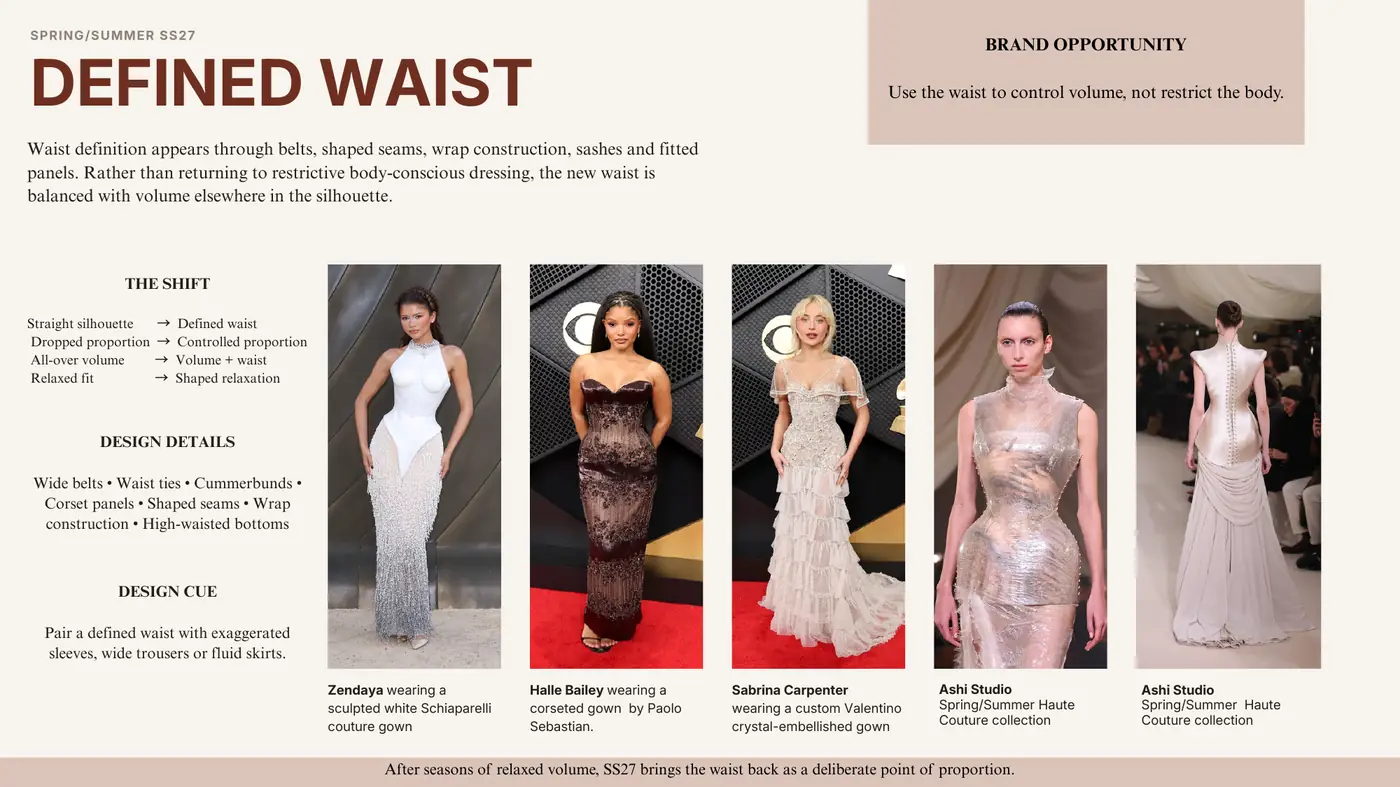 SPRING/SUMMER SS27
DEFINED WAIST
Waist definition appears through belts, shaped seams, wrap construction, sashes and fitted
panels. Rather than returning to restrictive body-conscious dressing, the new waist is
balanced with volume elsewhere in the silhouette.
BRAND OPPORTUNITY
Use the waist to control volume, not restrict the body.
THE SHIFT
Straight silhouette → Defined waist
Dropped proportion → Controlled proportion
All-over volume → Volume + waist
Relaxed fit → Shaped relaxation
DESIGN DETAILS
Wide belts • Waist ties • Cummerbunds •
Corset panels • Shaped seams • Wrap
construction • High-waisted bottoms
DESIGN CUE
Pair a defined waist with exaggerated
sleeves, wide trousers or fluid skirts.
Zendaya wearing a
sculpted white Schiaparelli
couture gown
Halle Bailey wearing a
corseted gown  by Paolo
Sebastian.
Sabrina Carpenter
wearing a custom Valentino
crystal-embellished gown
Ashi Studio
Spring/Summer Haute
Couture collection
Ashi Studio
Spring/Summer  Haute
Couture collection
After seasons of relaxed volume, SS27 brings the waist back as a deliberate point of proportion.